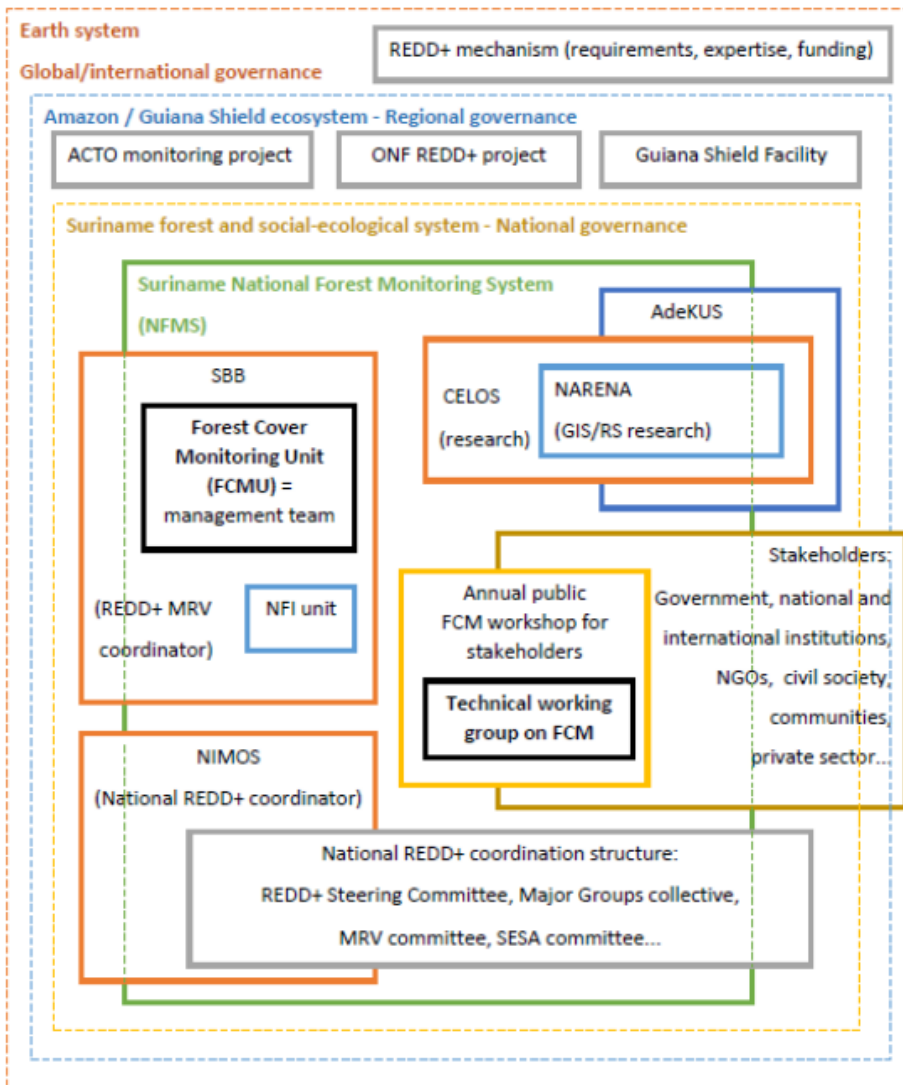 Earth system
Global/international governance
REDD+ mechanism (requirements, expertise, funding)
Amazon / Guiana Shield ecosystem - Regional governance
ACTO monitoring project
ONF REDD+ project
Guiana Shield Facility
Suriname forest and social-ecological system - National governance
Suriname National Forest Monitoring System
(NFMS)
AdeKUS
SBB
Forest Cover
Monitoring Unit
(FCMU) =
management team
(REDD+ MRV
coordinator)
NFI unit
CELOS
(research)
NARENA
(GIS/RS research)
Stakeholders:
Government, national and
international institutions,
NGOs, civil society,
communities,
private sector...
Annual public
FCM workshop for
stakeholders
Technical working
group on FCM
NIMOS
(National REDD+ coordinator)
National REDD+ coordination structure:
REDD+ Steering Committee, Major Groups collective,
MRV committee, SESA committee...